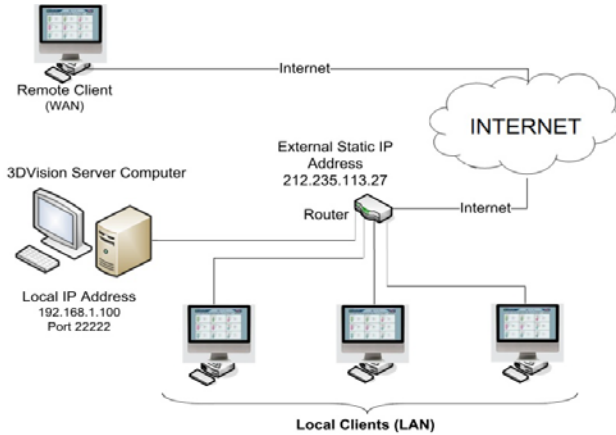 Internet
Remote Client
(WAN)
INTERNET
External Static IP
Address
212.235.113.27
3DVision Server Computer
Router
Internet
Local IP Address
192.168.1.100
Port 22222
Local Clients (LAN)